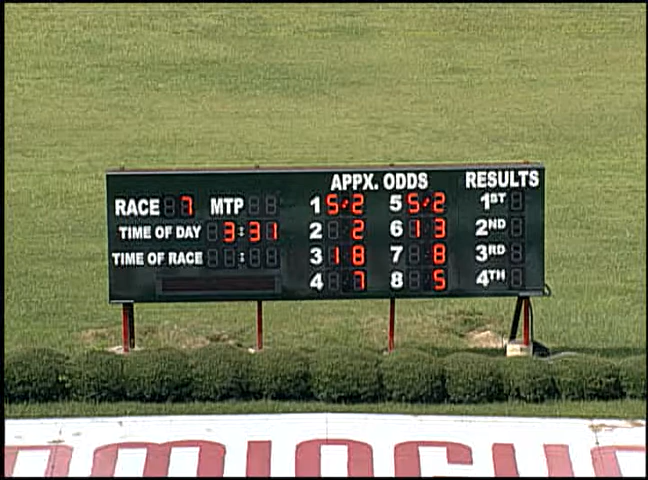 APPX. ODDS RESULTS
RACE 7 MTP 1 5-2 5 5-2 1ST
TIME OF DAY 3:31 2 2 6 13 2ND
TIME OF RACE : 3 18 7 8 3RD
4 7 8 5 4TH